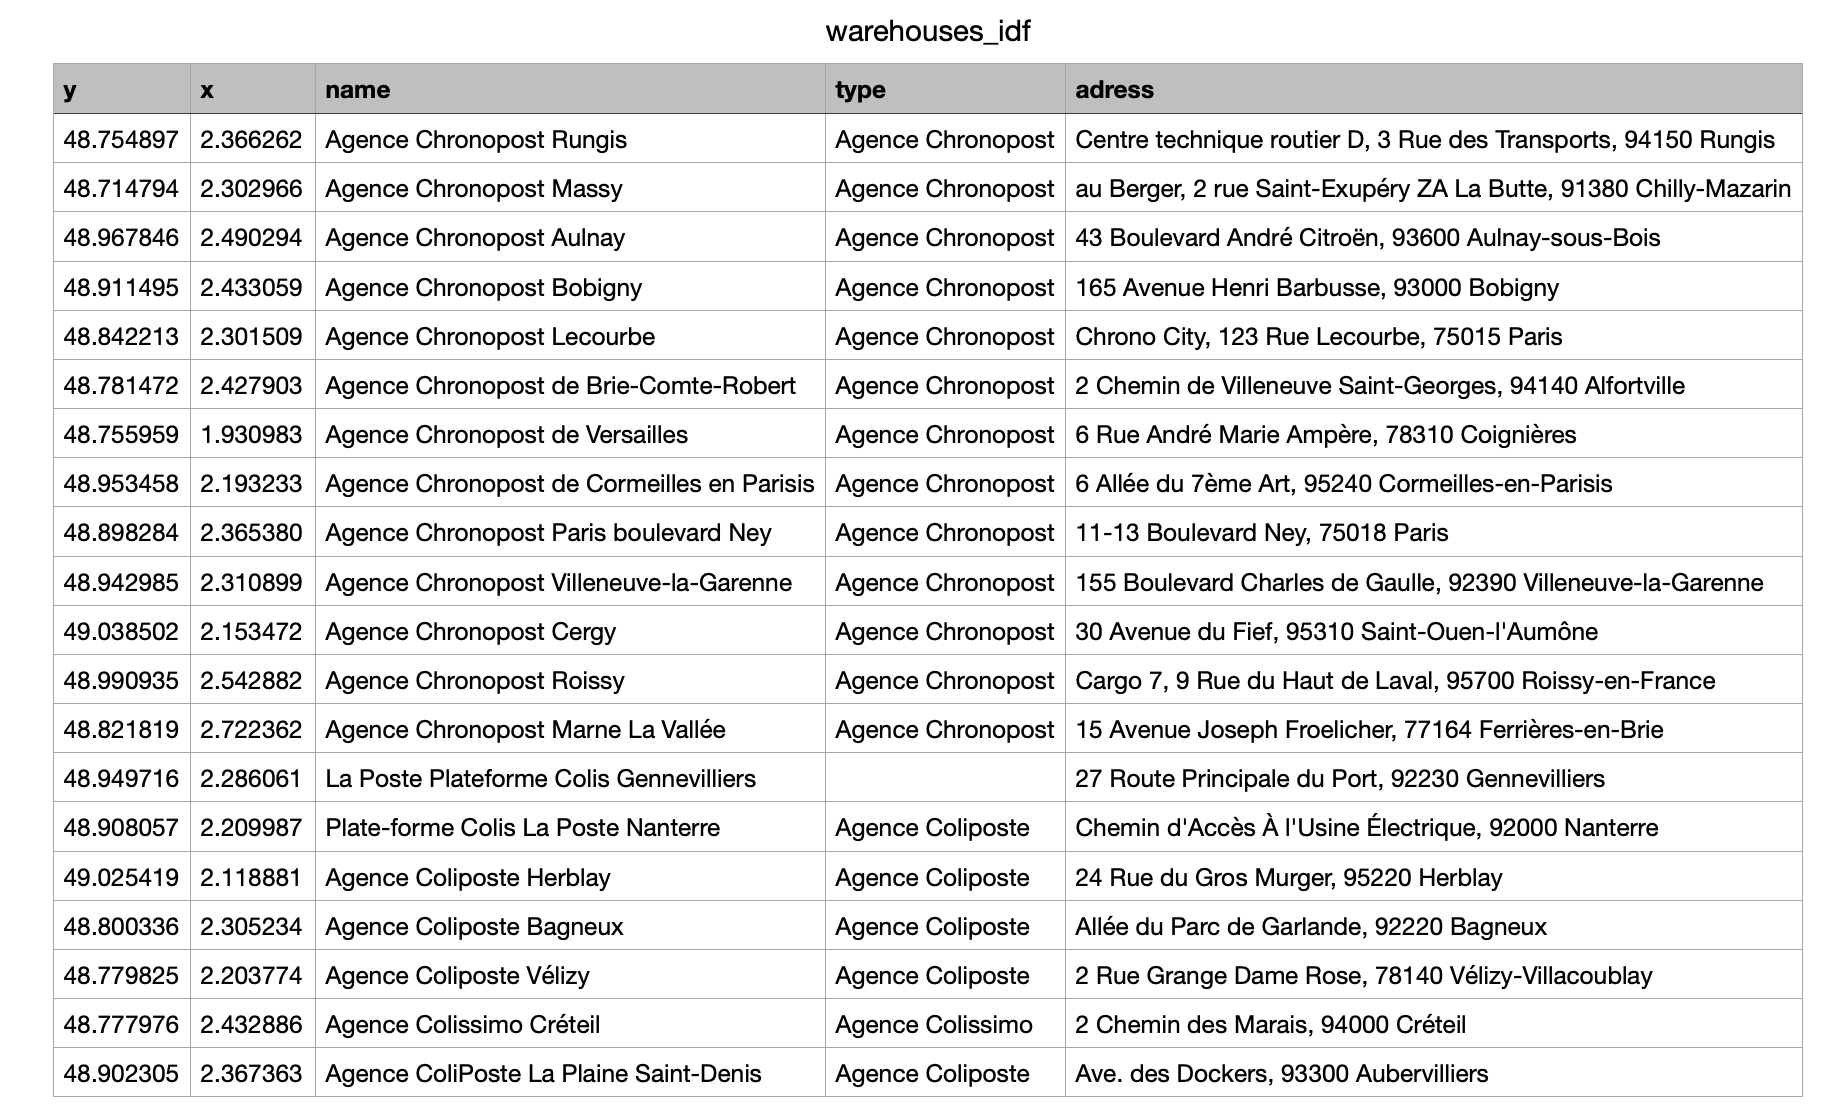 warehouses_idf
y x name type adress
48.754897 2.366262 Agence Chronopost Rungis Agence Chronopost Centre technique routier D, 3 Rue des Transports, 94150 Rungis
48.714794 2.302966 Agence Chronopost Massy Agence Chronopost au Berger, 2 rue Saint-Exupéry ZA La Butte, 91380 Chilly-Mazarin
48.967846 2.490294 Agence Chronopost Aulnay Agence Chronopost 43 Boulevard André Citroën, 93600 Aulnay-sous-Bois
48.911495 2.433059 Agence Chronopost Bobigny Agence Chronopost 165 Avenue Henri Barbusse, 93000 Bobigny
48.842213 2.301509 Agence Chronopost Lecourbe Agence Chronopost Chrono City, 123 Rue Lecourbe, 75015 Paris
48.781472 2.427903 Agence Chronopost de Brie-Comte-Robert Agence Chronopost 2 Chemin de Villeneuve Saint-Georges, 94140 Alfortville
48.755959 1.930983 Agence Chronopost de Versailles Agence Chronopost 6 Rue André Marie Ampère, 78310 Coignières
48.953458 2.193233 Agence Chronopost de Cormeilles en Parisis Agence Chronopost 6 Allée du 7ème Art, 95240 Cormeilles-en-Parisis
48.898284 2.365380 Agence Chronopost Paris boulevard Ney Agence Chronopost 11-13 Boulevard Ney, 75018 Paris
48.942985 2.310899 Agence Chronopost Villeneuve-la-Garenne Agence Chronopost 155 Boulevard Charles de Gaulle, 92390 Villeneuve-la-Garenne
49.038502 2.153472 Agence Chronopost Cergy Agence Chronopost 30 Avenue du Fief, 95310 Saint-Ouen-l'Aumône
48.990935 2.542882 Agence Chronopost Roissy Agence Chronopost Cargo 7, 9 Rue du Haut de Laval, 95700 Roissy-en-France
48.821819 2.722362 Agence Chronopost Marne La Vallée Agence Chronopost 15 Avenue Joseph Froelicher, 77164 Ferrières-en-Brie
48.949716 2.286061 La Poste Plateforme Colis Gennevilliers 27 Route Principale du Port, 92230 Gennevilliers
48.908057 2.209987 Plate-forme Colis La Poste Nanterre Agence Coliposte Chemin d'Accès À l'Usine Électrique, 92000 Nanterre
49.025419 2.118881 Agence Coliposte Herblay Agence Coliposte 24 Rue du Gros Murger, 95220 Herblay
48.800336 2.305234 Agence Coliposte Bagneux Agence Coliposte Allée du Parc de Garlande, 92220 Bagneux
48.779825 2.203774 Agence Coliposte Vélizy Agence Coliposte 2 Rue Grange Dame Rose, 78140 Vélizy-Villacoublay
48.777976 2.432886 Agence Colissimo Créteil Agence Colissimo 2 Chemin des Marais, 94000 Créteil
48.902305 2.367363 Agence ColiPoste La Plaine Saint-Denis Agence Coliposte Ave. des Dockers, 93300 Aubervilliers